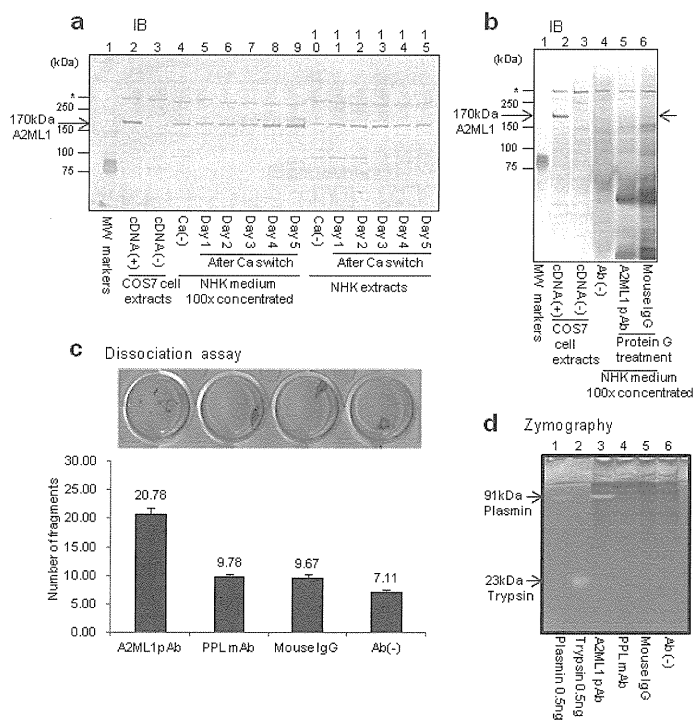 a
IB
1 2 3 4 5 6 7 8 9 10 11 12 13 14 15
(kDa)
*
250
170kDa
A2ML1
150
100
75
MW markers
cDNA(+)
cDNA(-)
Ca(-)
Day 1
Day 2
Day 3
Day 4
Day 5
Ca(-)
Day 1
Day 2
Day 3
Day 4
Day 5
After Ca switch
After Ca switch
COS7 cell
extracts
NHK medium
100x concentrated
NHK extracts
b
IB
1 2 3 4 5 6
(kDa)
*
250
170kDa
A2ML1
150
100
75
MW markers
cDNA(+)
cDNA(-)
Ab(-)
A2ML1 pAb
Mouse IgG
COS7
cell
extracts
Protein G
treatment
NHK medium
100x concentrated
c
Dissociation assay
Number of fragments
30.00
25.00
20.00
15.00
10.00
5.00
0.00
20.78
9.78
9.67
7.11
A2ML1pAb
PPL mAb
Mouse IgG
Ab(-)
d
Zymography
1 2 3 4 5 6
91kDa
Plasmin
23kDa
Trypsin
Plasmin 0.5ng
Trypsin 0.5ng
A2ML1 pAb
PPL mAb
Mouse IgG
Ab(-)